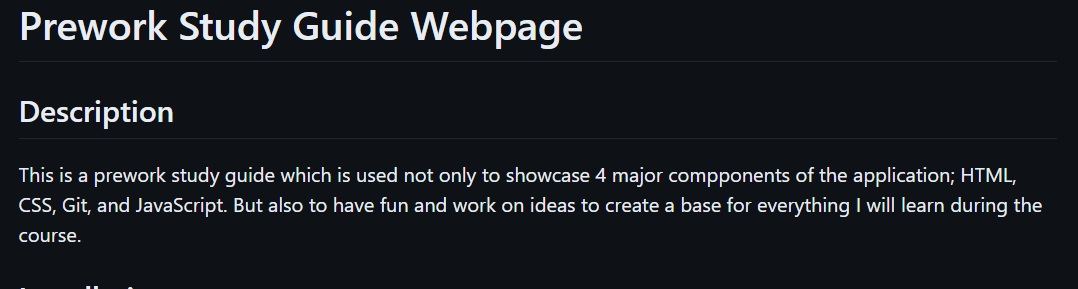 Prework Study Guide Webpage
Description
This is a prework study guide which is used not only to showcase 4 major compponents of the application; HTML,
CSS, Git, and JavaScript. But also to have fun and work on ideas to create a base for everything I will learn during the
course.